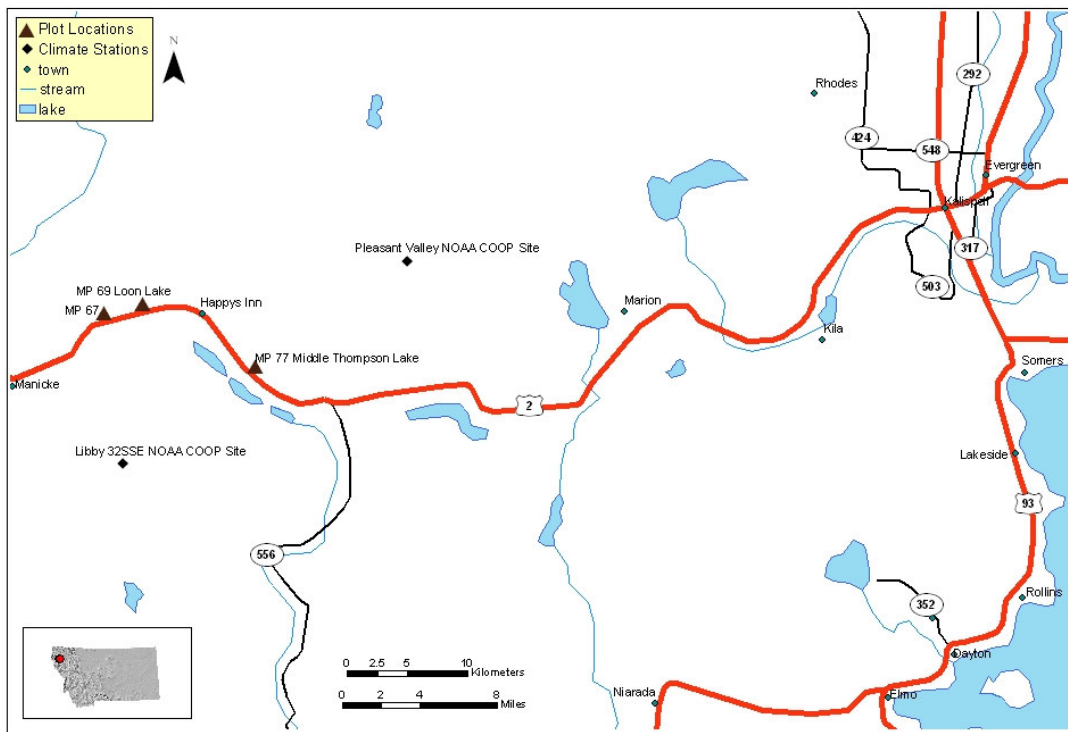 Plot Locations
Climate Stations
town
stream
lake
N
292
Rhodes
424
548
Evergreen
Kalispell
Pleasant Valley NOAA COOP Site
317
MP 69 Loon Lake
503
MP 67
Happys Inn
Marion
Kila
MP 77 Middle Thompson Lake
Somers
Manicke
2
Libby 32SSE NOAA COOP Site
Lakeside
93
556
352
Rollins
Dayton
0 2.5 5 10
Kilometers
Niarada
Elmo
0 2 4 8
Miles